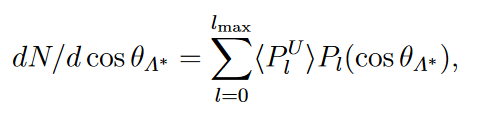 dN/d cos θ_{Λ*} = \sum_{l=0}^{l_{max}} ⟨P_l^U⟩ P_l(cos θ_{Λ*}),